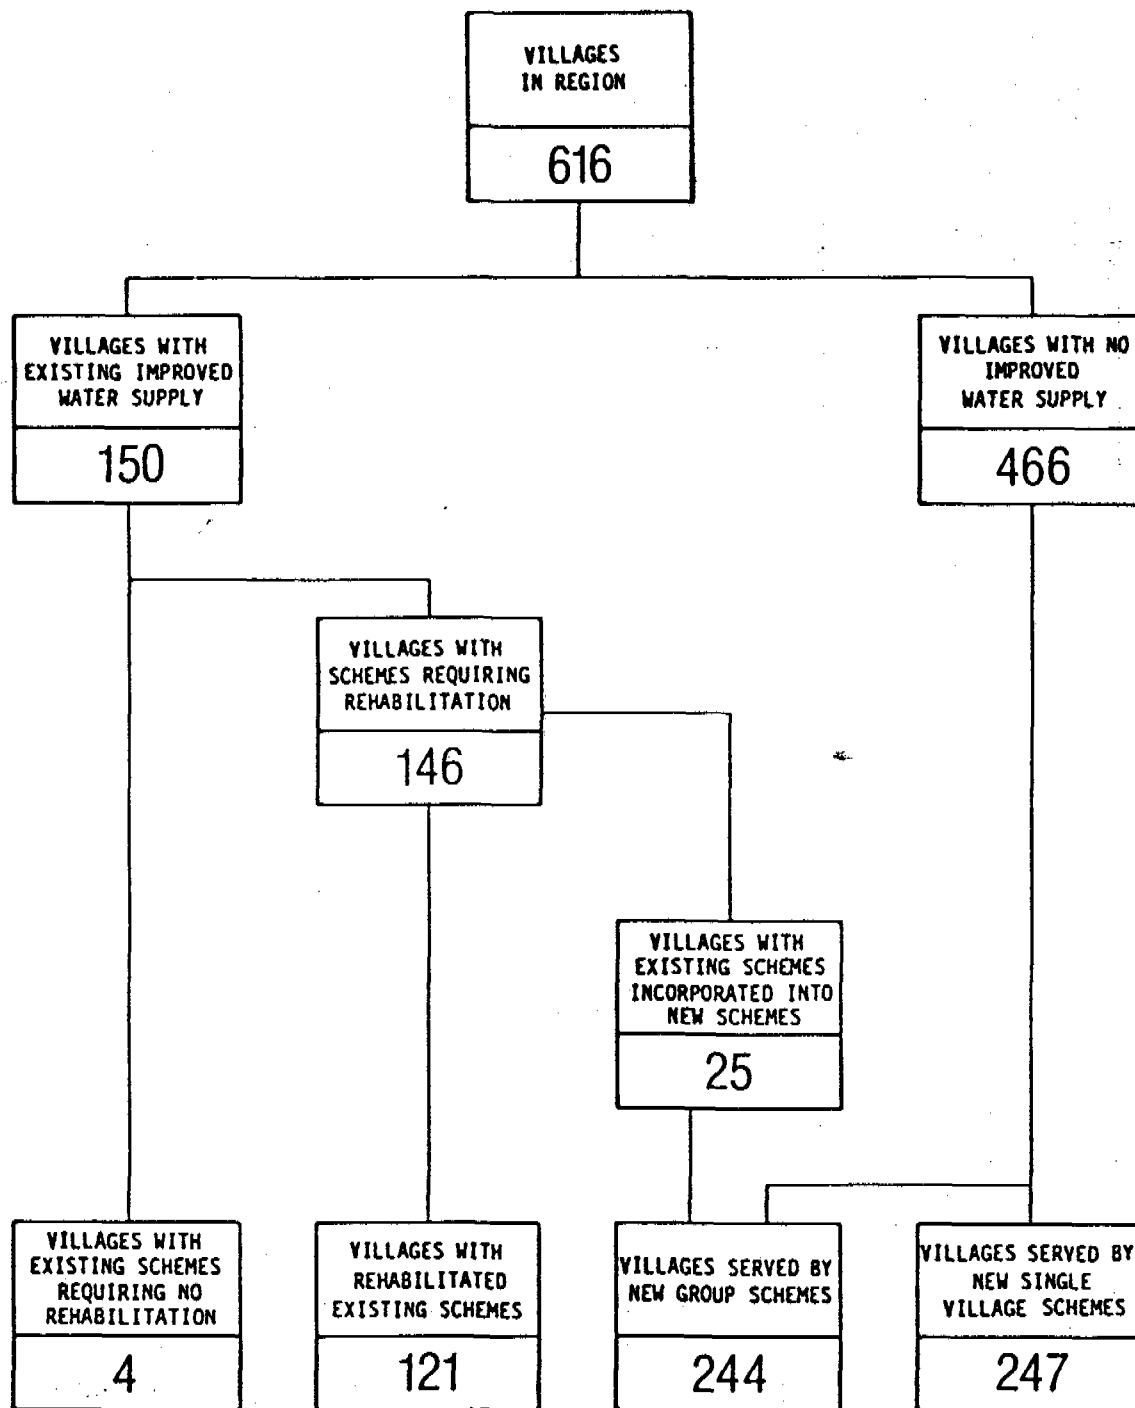 VILLAGES
IN REGION
616
VILLAGES WITH
EXISTING IMPROVED
WATER SUPPLY
150
VILLAGES WITH NO
IMPROVED
WATER SUPPLY
466
VILLAGES WITH
SCHEMES REQUIRING
REHABILITATION
146
VILLAGES WITH
EXISTING SCHEMES
INCORPORATED INTO
NEW SCHEMES
25
VILLAGES WITH
EXISTING SCHEMES
REQUIRING NO
REHABILITATION
4
VILLAGES WITH
REHABILITATED
EXISTING SCHEMES
121
VILLAGES SERVED BY
NEW GROUP SCHEMES
244
VILLAGES SERVED BY
NEW SINGLE
VILLAGE SCHEMES
247